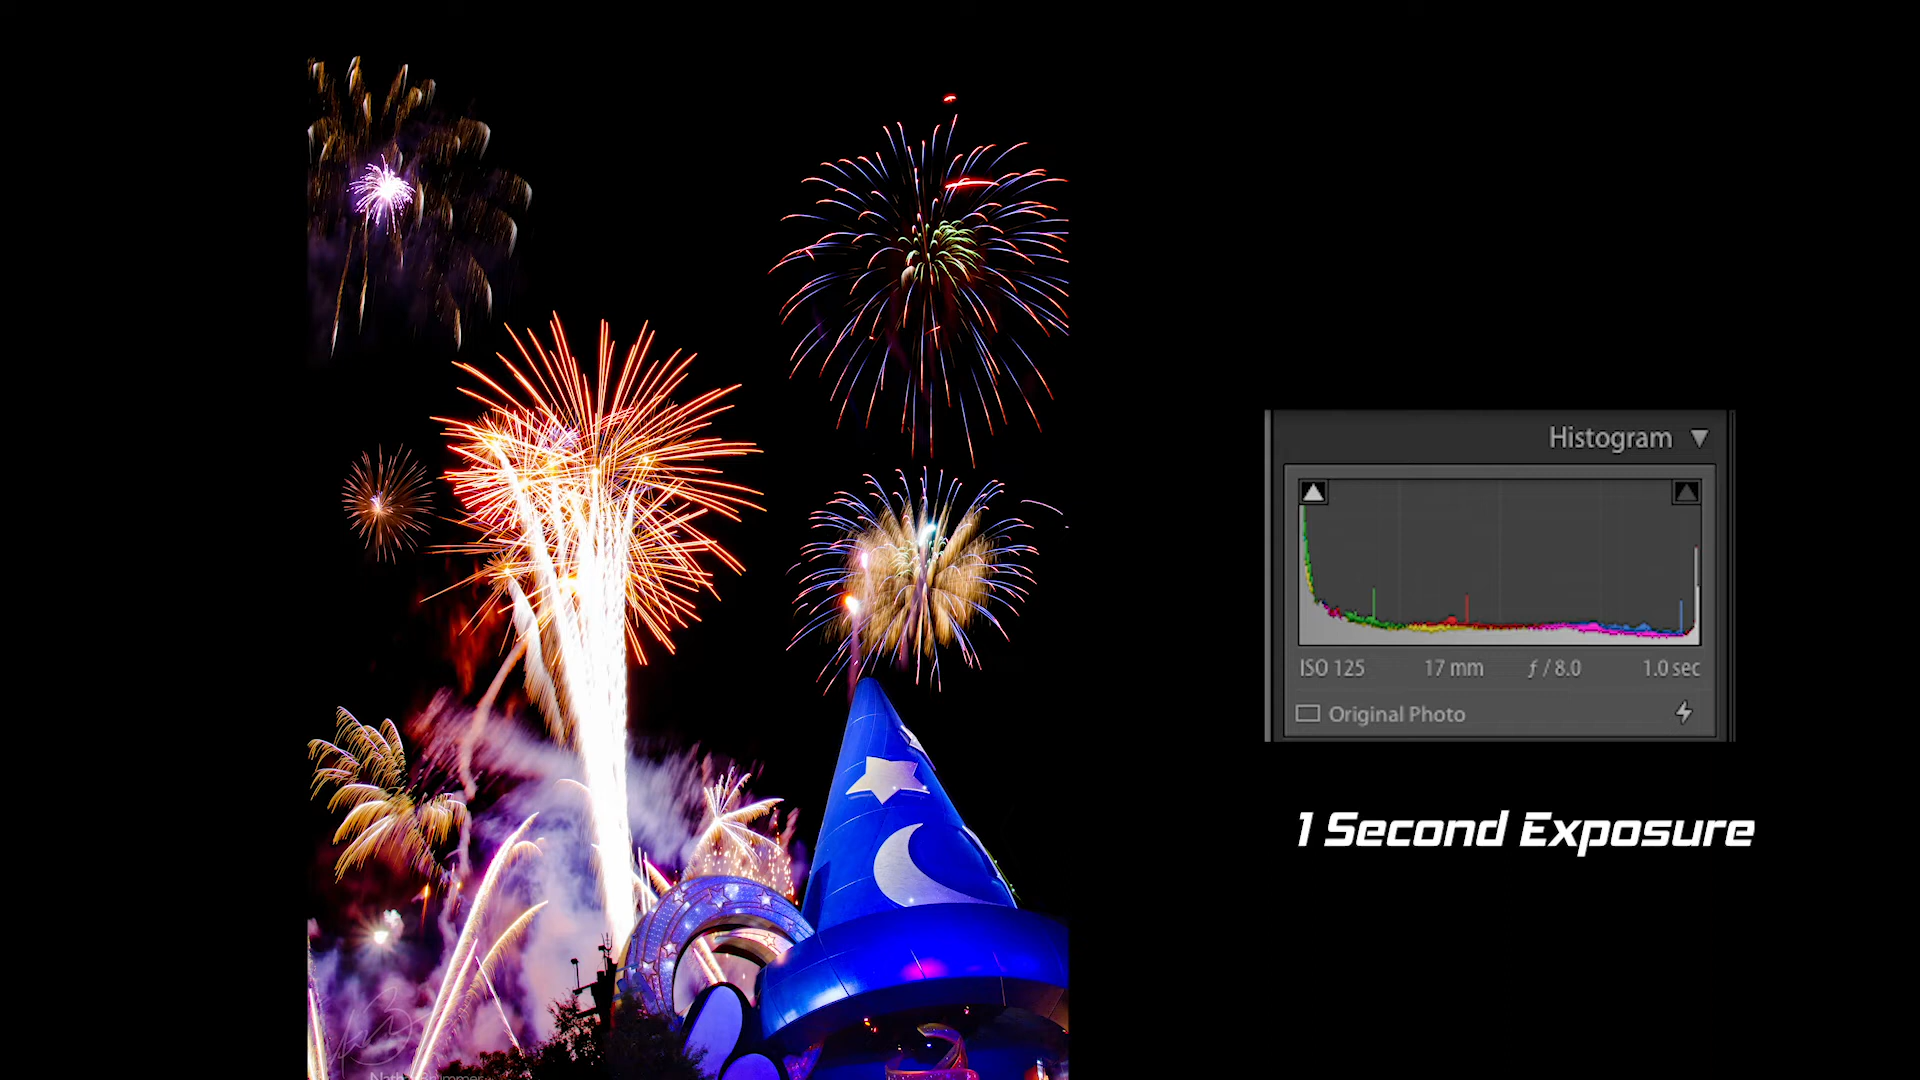 Histogram
ISO 125 17 mm ƒ / 8.0 1.0 sec
Original Photo
1 Second Exposure